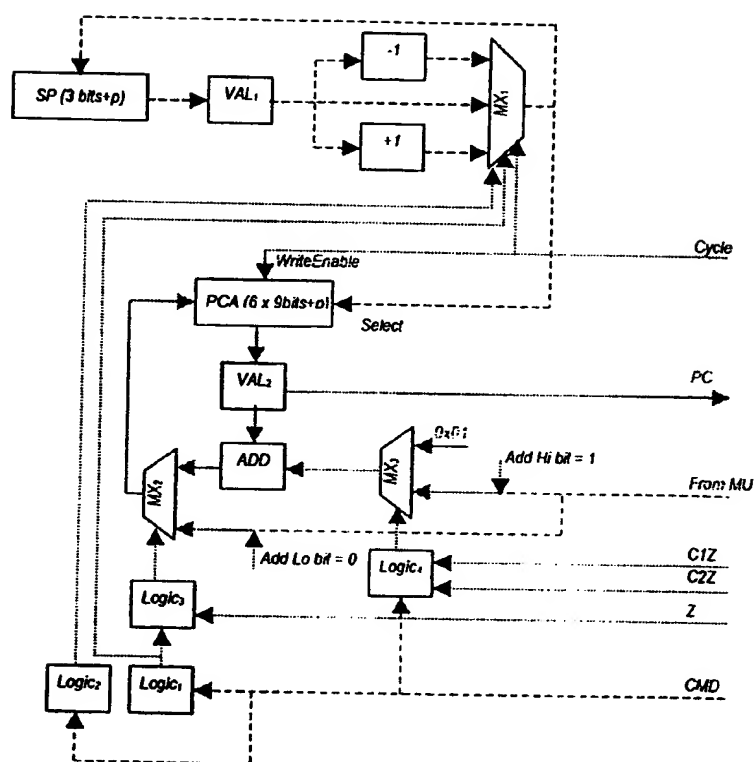 -1
SP (3 bits+p)
VAL₁
MX₁
+1
Cycle
WriteEnable
PCA (6 x 9bits+p)
Select
VAL₂
PC
0x01
ADD
MX₃
Add Hi bit = 1
MX₂
From MU
Add Lo bit = 0
Logic₄
C1Z
C2Z
Logic₃
Z
Logic₂
Logic₁
CMD